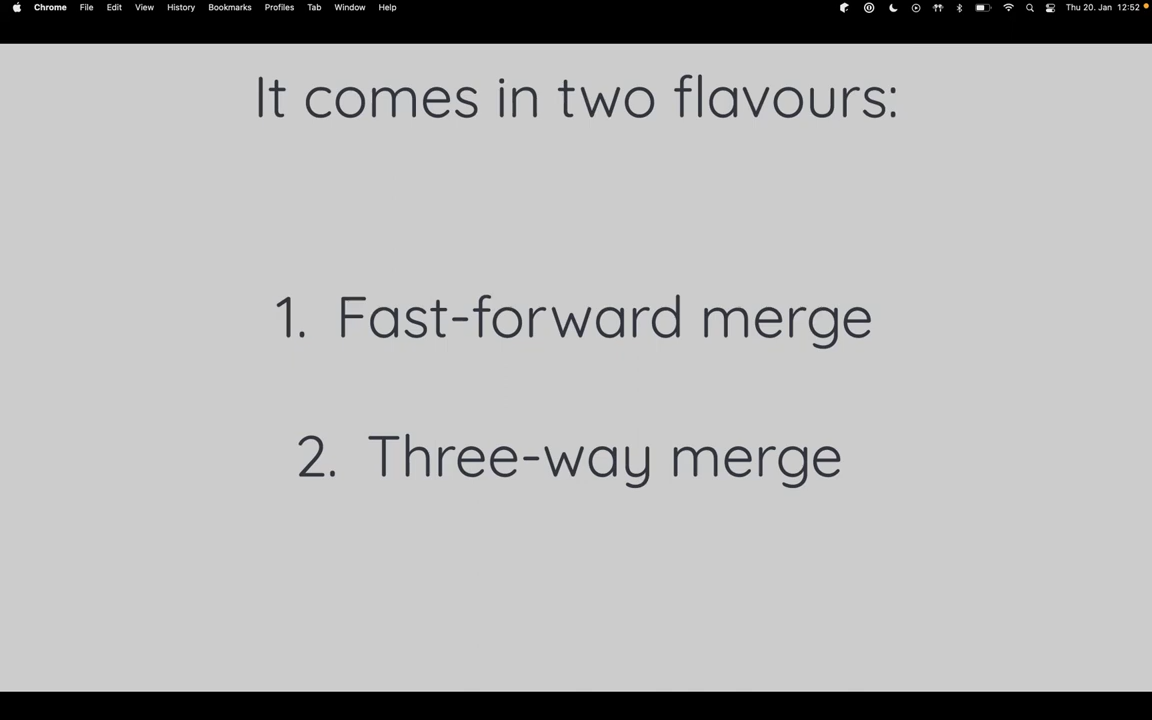 Chrome File Edit View History Bookmarks Profiles Tab Window Help Thu 20. Jan 12:52
It comes in two flavours:
1. Fast-forward merge
2. Three-way merge